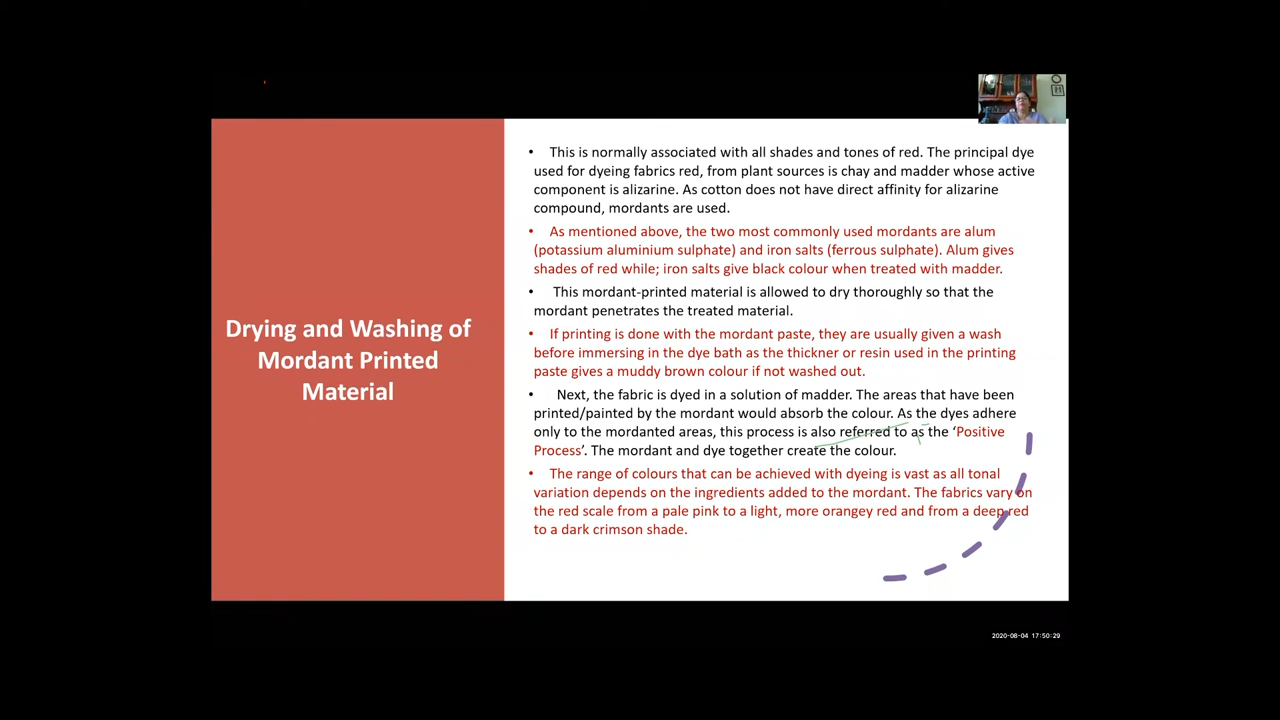 Drying and Washing of
Mordant Printed
Material
• This is normally associated with all shades and tones of red. The principal dye
used for dyeing fabrics red, from plant sources is chay and madder whose active
component is alizarine. As cotton does not have direct affinity for alizarine
compound, mordants are used.
• As mentioned above, the two most commonly used mordants are alum
(potassium aluminium sulphate) and iron salts (ferrous sulphate). Alum gives
shades of red while; iron salts give black colour when treated with madder.
• This mordant-printed material is allowed to dry thoroughly so that the
mordant penetrates the treated material.
• If printing is done with the mordant paste, they are usually given a wash
before immersing in the dye bath as the thickner or resin used in the printing
paste gives a muddy brown colour if not washed out.
• Next, the fabric is dyed in a solution of madder. The areas that have been
printed/painted by the mordant would absorb the colour. As the dyes adhere
only to the mordanted areas, this process is also referred to as the ‘Positive
Process’. The mordant and dye together create the colour.
• The range of colours that can be achieved with dyeing is vast as all tonal
variation depends on the ingredients added to the mordant. The fabrics vary on
the red scale from a pale pink to a light, more orangey red and from a deep red
to a dark crimson shade.
2020-08-04 17:50:29